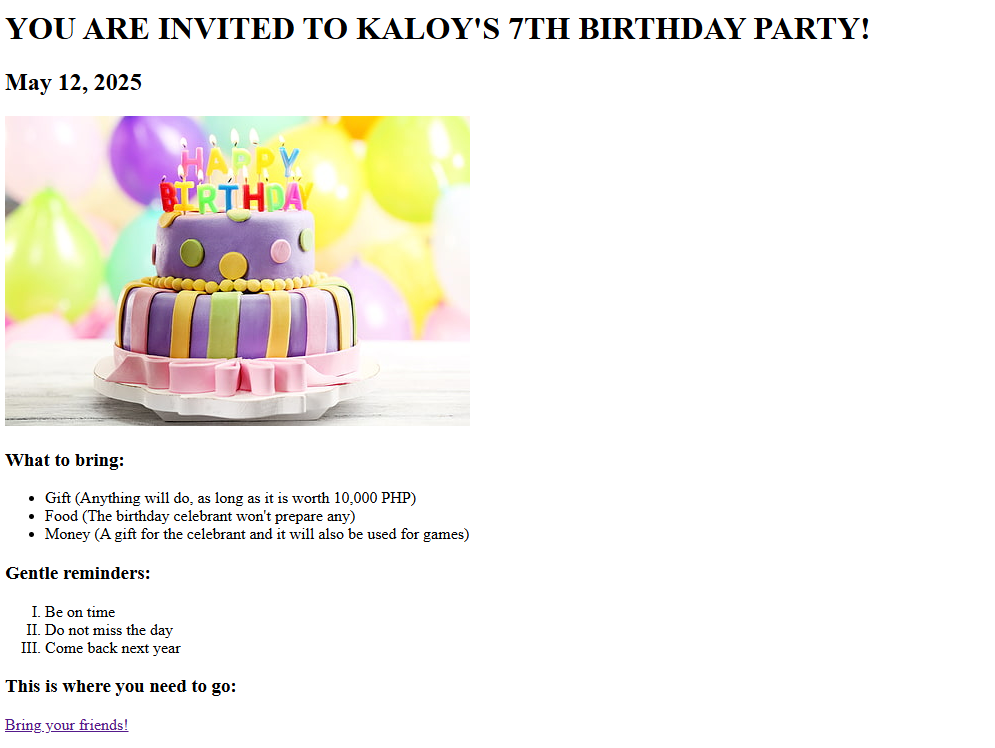 YOU ARE INVITED TO KALOY'S 7TH BIRTHDAY PARTY!
May 12, 2025
HAPPY
BIRTHDAY
What to bring:
• Gift (Anything will do, as long as it is worth 10,000 PHP)
• Food (The birthday celebrant won't prepare any)
• Money (A gift for the celebrant and it will also be used for games)
Gentle reminders:
I. Be on time
II. Do not miss the day
III. Come back next year
This is where you need to go:
Bring your friends!